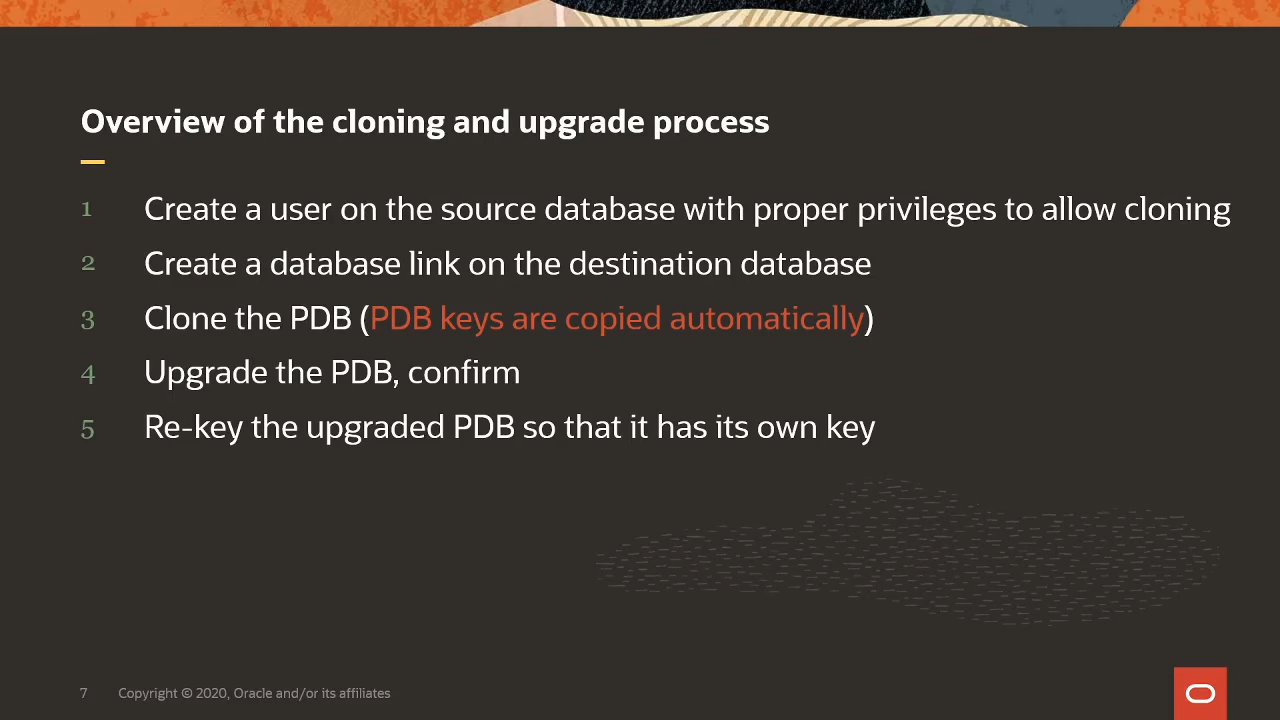 Overview of the cloning and upgrade process
1 Create a user on the source database with proper privileges to allow cloning
2 Create a database link on the destination database
3 Clone the PDB (PDB keys are copied automatically)
4 Upgrade the PDB, confirm
5 Re-key the upgraded PDB so that it has its own key
7 Copyright © 2020, Oracle and/or its affiliates